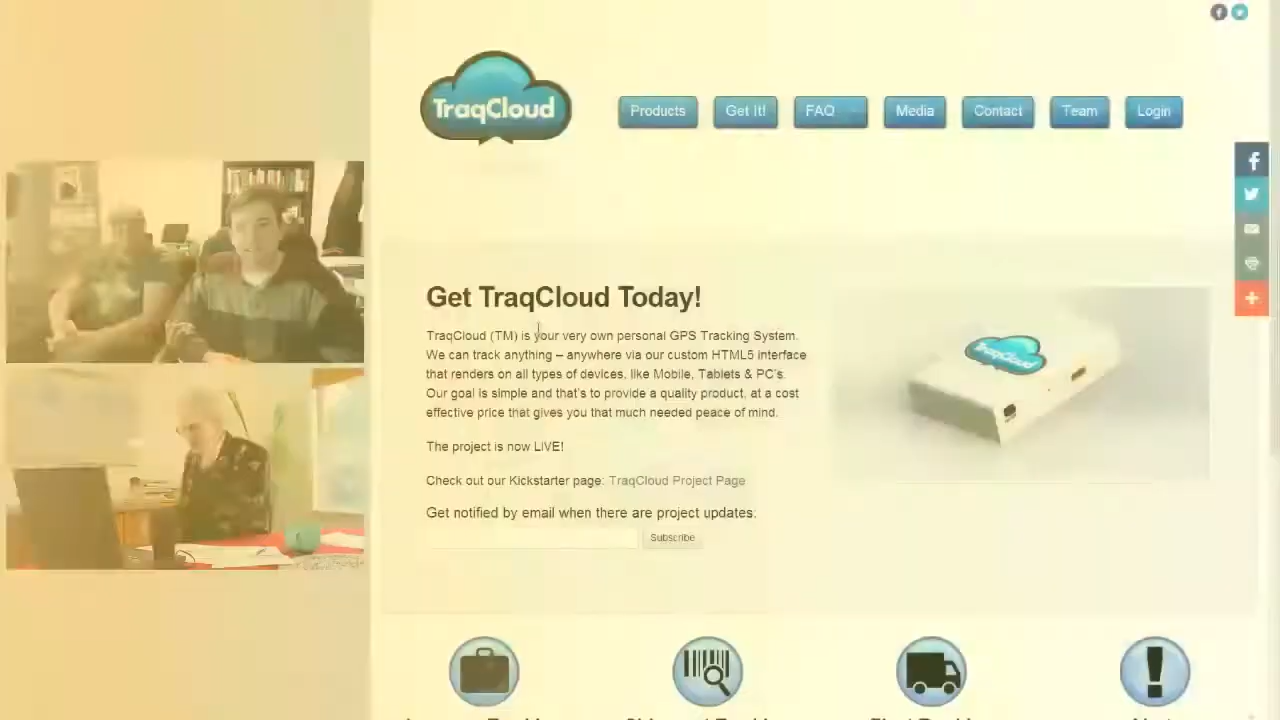 TraqCloud
Products
Get It!
FAQ
Media
Contact
Team
Login
Get TraqCloud Today!
TraqCloud (TM) is your very own personal GPS Tracking System.
We can track anything – anywhere via our custom HTML5 interface
that renders on all types of devices, like Mobile, Tablets & PC's.
Our goal is simple and that's to provide a quality product, at a cost
effective price that gives you that much needed peace of mind.
TraqCloud
The project is now LIVE!
Check out our Kickstarter page: TraqCloud Project Page
Get notified by email when there are project updates:
Subscribe